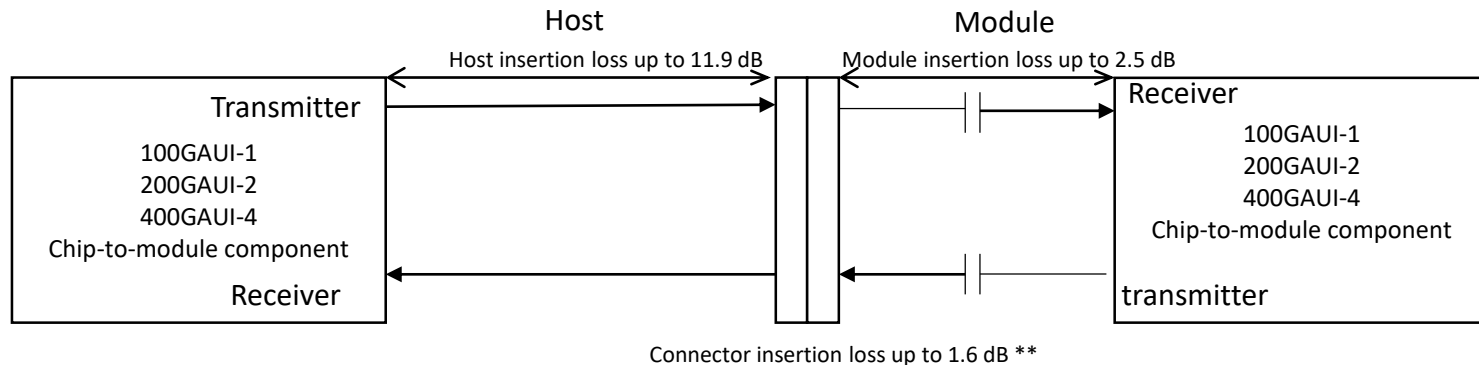 Host
Module
Host insertion loss up to 11.9 dB
Module insertion loss up to 2.5 dB
Transmitter
100GAUI-1
200GAUI-2
400GAUI-4
Chip-to-module component
Receiver
Receiver
100GAUI-1
200GAUI-2
400GAUI-4
Chip-to-module component
transmitter
Connector insertion loss up to 1.6 dB **